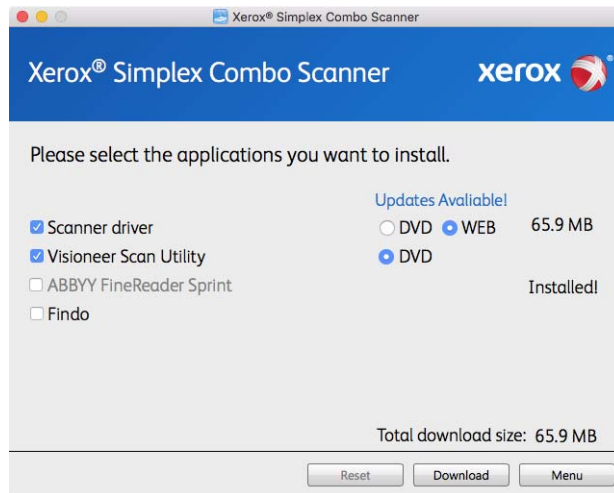 Xerox® Simplex Combo Scanner
Xerox® Simplex Combo Scanner xerox ®
Please select the applications you want to install.
Updates Avaliable!
Scanner driver DVD WEB 65.9 MB
Visioneer Scan Utility DVD
ABBYY FineReader Sprint Installed!
Findo
Total download size: 65.9 MB
Reset Download Menu